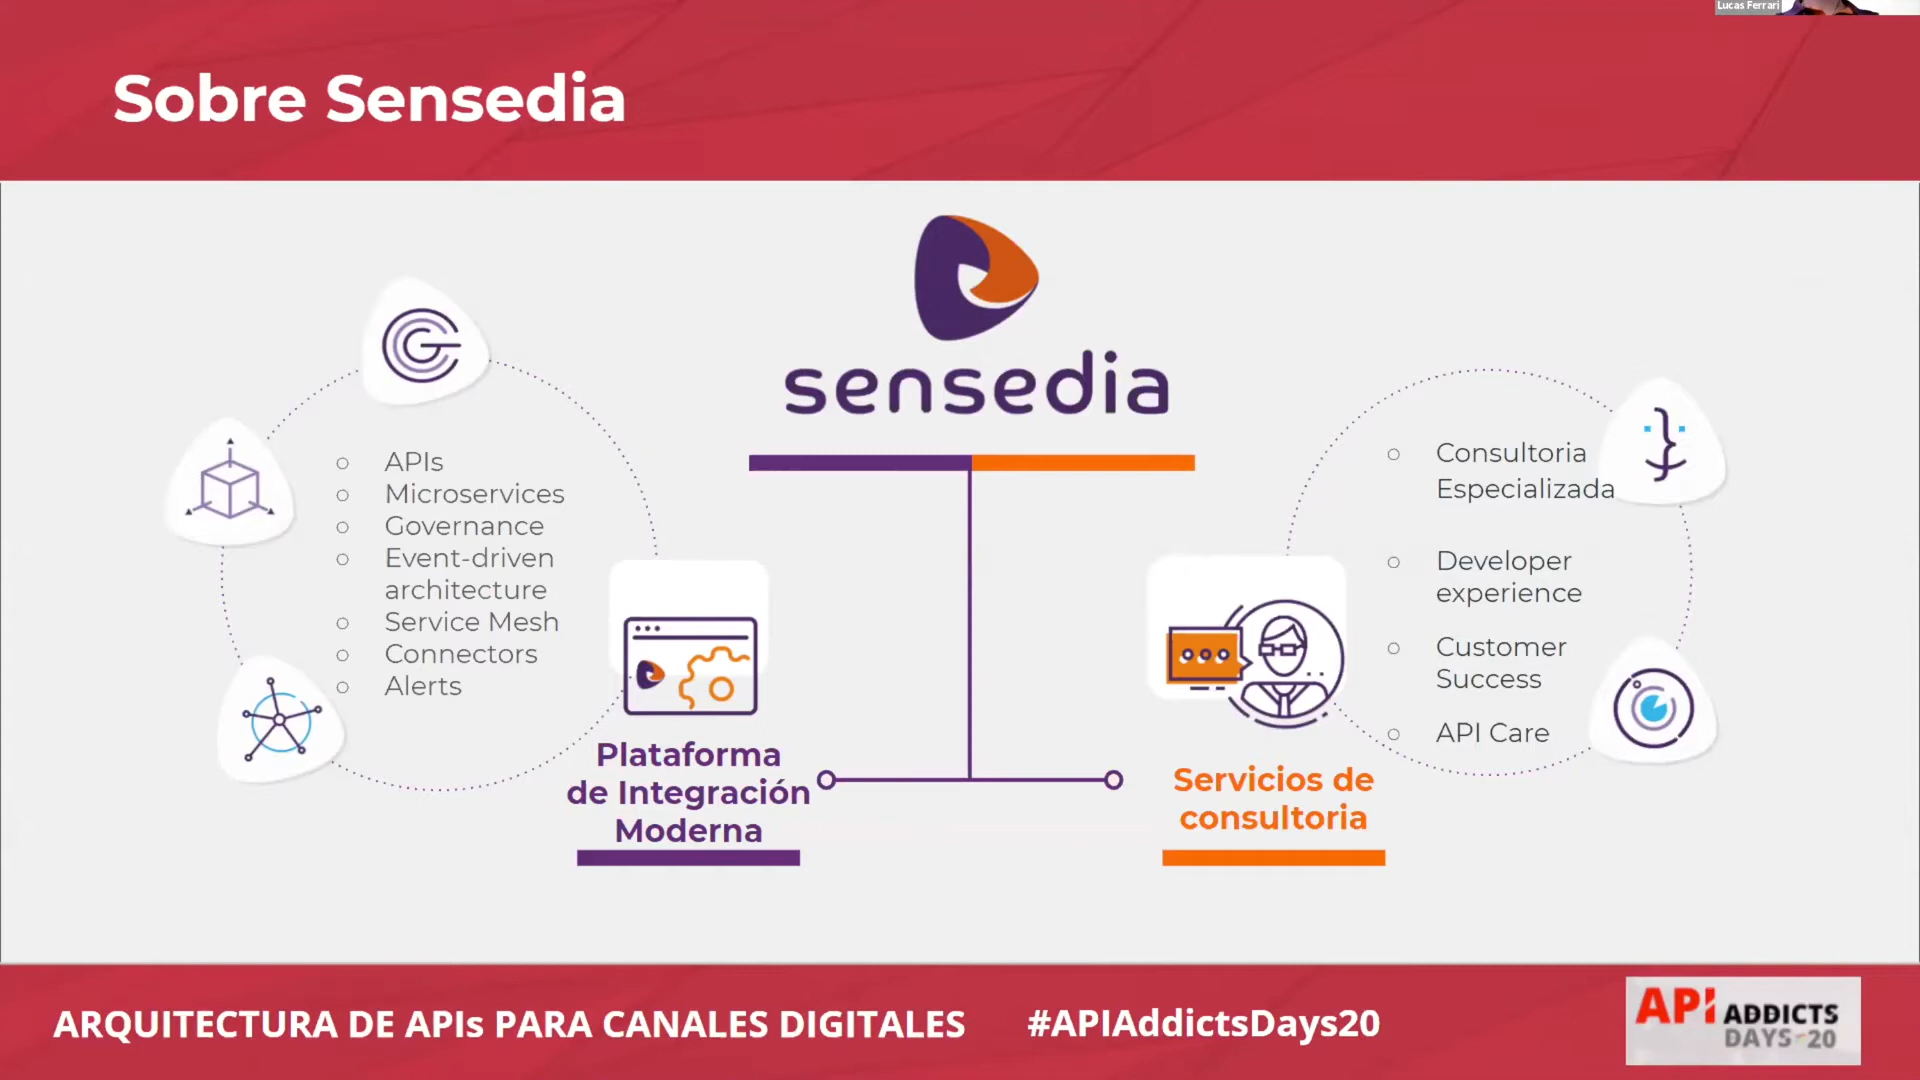 Lucas Ferrari
Sobre Sensedia
sensedia
APIs
Microservices
Governance
Event-driven
architecture
Service Mesh
Connectors
Alerts
Plataforma
de Integración
Moderna
Consultoria
Especializada
Developer
experience
Customer
Success
API Care
Servicios de
consultoria
ARQUITECTURA DE APIs PARA CANALES DIGITALES
#APIAddictsDays20
API ADDICTS
DAYS 20